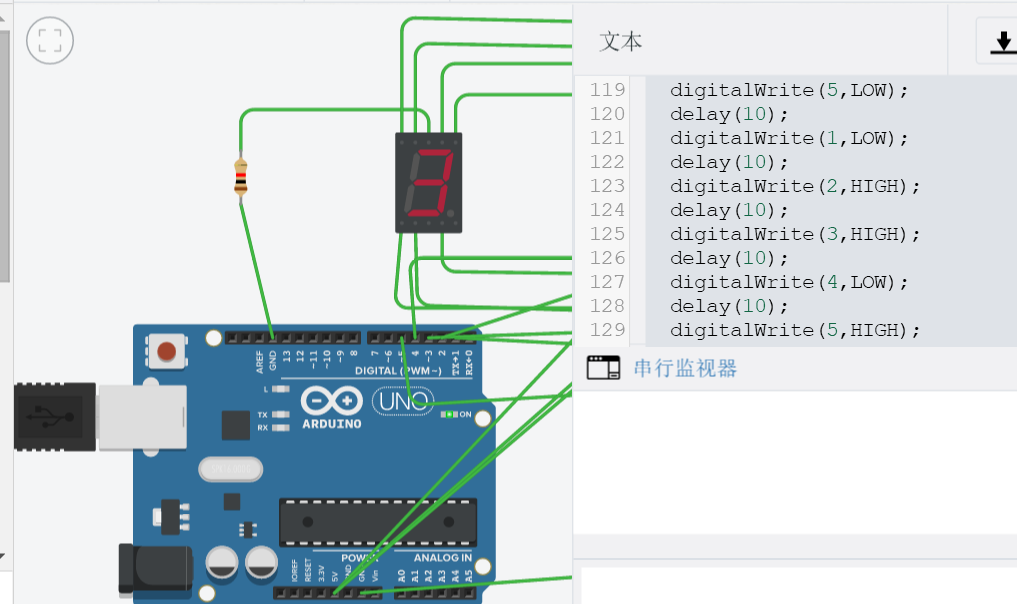 文本
119 digitalWrite(5,LOW);
120 delay(10);
121 digitalWrite(1,LOW);
122 delay(10);
123 digitalWrite(2,HIGH);
124 delay(10);
125 digitalWrite(3,HIGH);
126 delay(10);
127 digitalWrite(4,LOW);
128 delay(10);
129 digitalWrite(5,HIGH);
串行监视器
3
AREF GND 13 12 ~11 ~10 ~9 8 7 ~6 ~5 4 ~3 2 TX→1 RX←0
DIGITAL (PWM~)
L
TX
RX
UNO
ON
ARDUINO
POWER
ANALOG IN
IOREF RESET 3.3V 5V GND GND Vin A0 A1 A2 A3 A4 A5